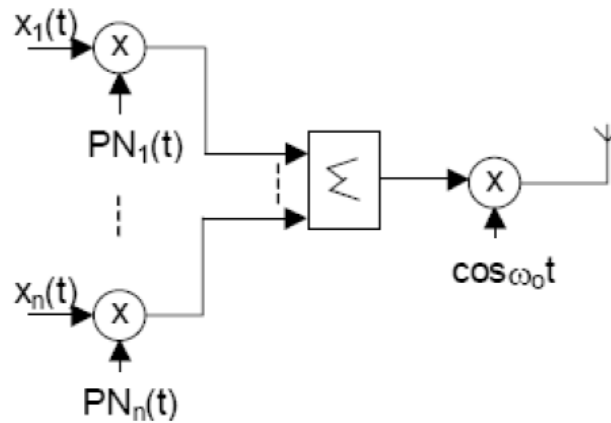 x₁(t)
X
PN₁(t)
Σ
X
cosω₀t
xₙ(t)
X
PNₙ(t)